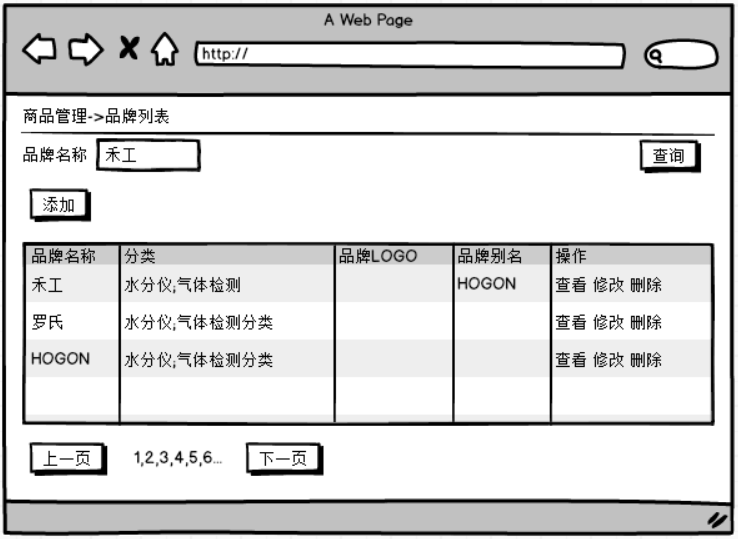 A Web Page
http://
商品管理->品牌列表
品牌名称 禾工 查询
添加
品牌名称 分类 品牌LOGO 品牌别名 操作
禾工 水分仪;气体检测 HOGON 查看 修改 删除
罗氏 水分仪;气体检测分类 查看 修改 删除
HOGON 水分仪;气体检测分类 查看 修改 删除
上一页 1,2,3,4,5,6... 下一页